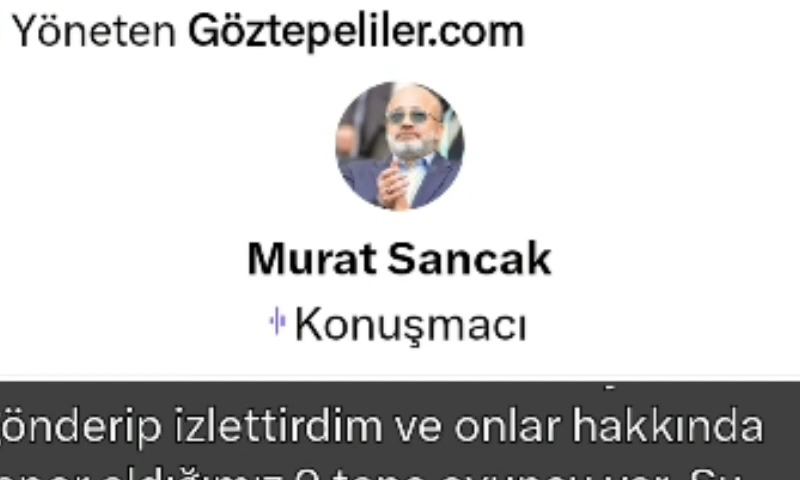 Yöneten Göztepeliler.com
Murat Sancak
Konuşmacı
gönderip izlettirdim ve onlar hakkında